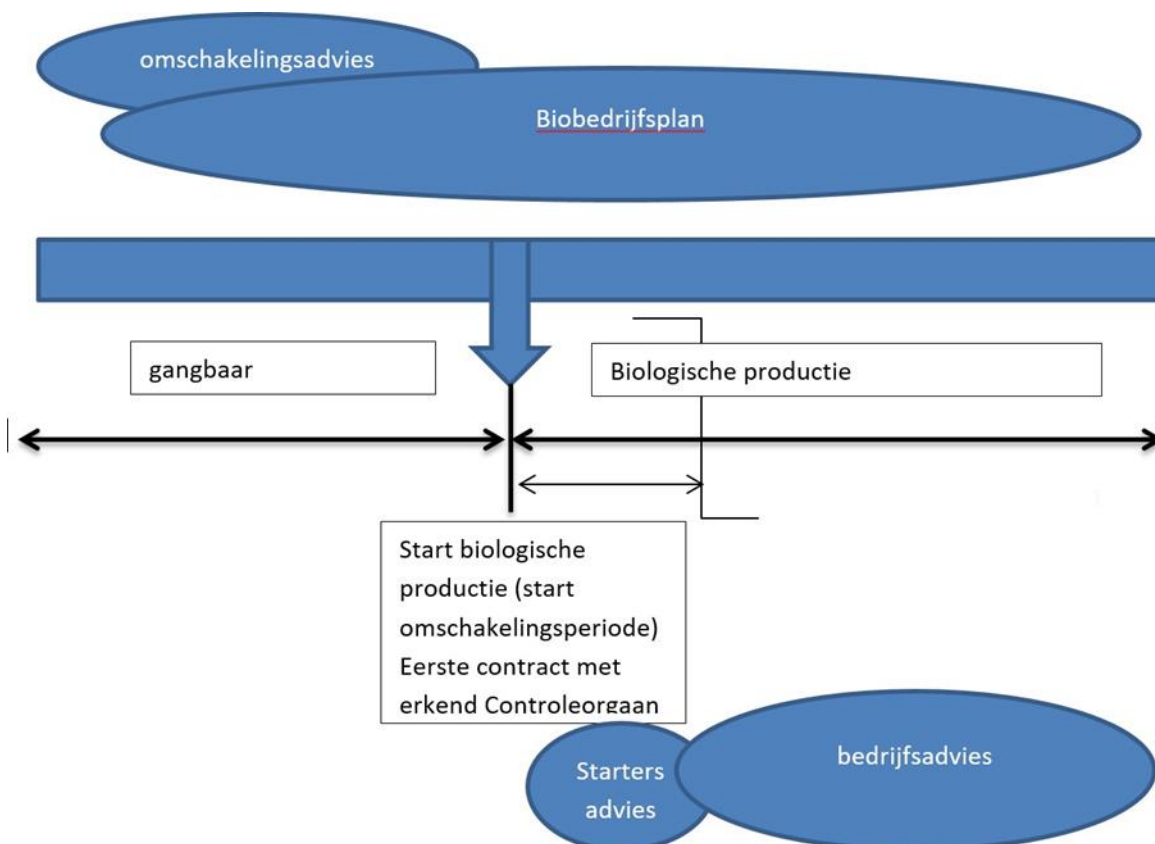 omschakelingsadvies
Biobedrijfsplan
gangbaar
Biologische productie
Start biologische
productie (start
omschakelingsperiode)
Eerste contract met
erkend Controleorgaan
Starters
advies
bedrijfsadvies